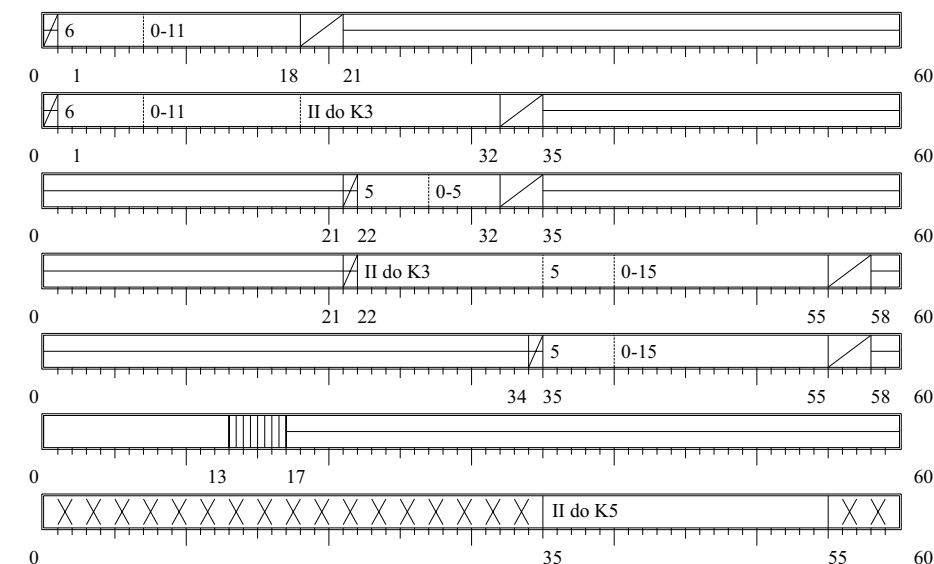 6 0-11
0 1 18 21 60
6 0-11 II do K3
0 1 32 35 60
5 0-5
0 21 22 32 35 60
II do K3 5 0-15
0 21 22 55 58 60
5 0-15
0 34 35 55 58 60
0 13 17 60
II do K5
0 35 55 60